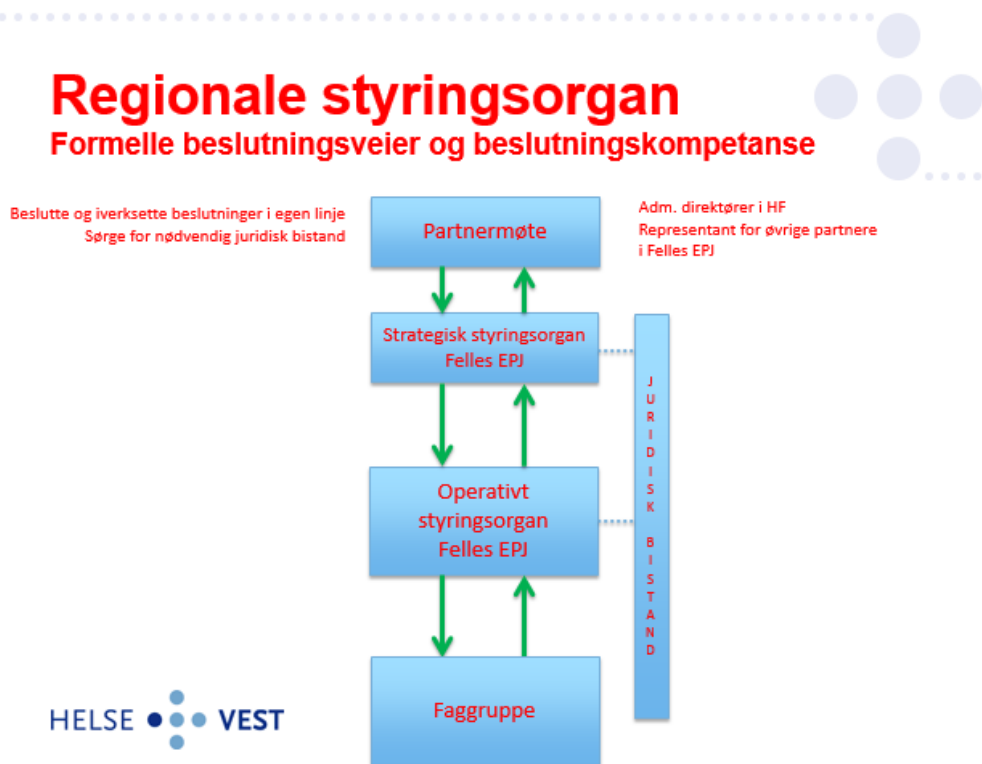 Regionale styringsorgan
Formelle beslutningsveier og beslutningskompetanse
Beslutte og iverksette beslutninger i egen linje
Sørge for nødvendig juridisk bistand
Partnermøte
Adm. direktører i HF
Representant for øvrige partnere
i Felles EPJ
Strategisk styringsorgan
Felles EPJ
JURIDISK BISTAND
Operativt
styringsorgan
Felles EPJ
Faggruppe
HELSE VEST